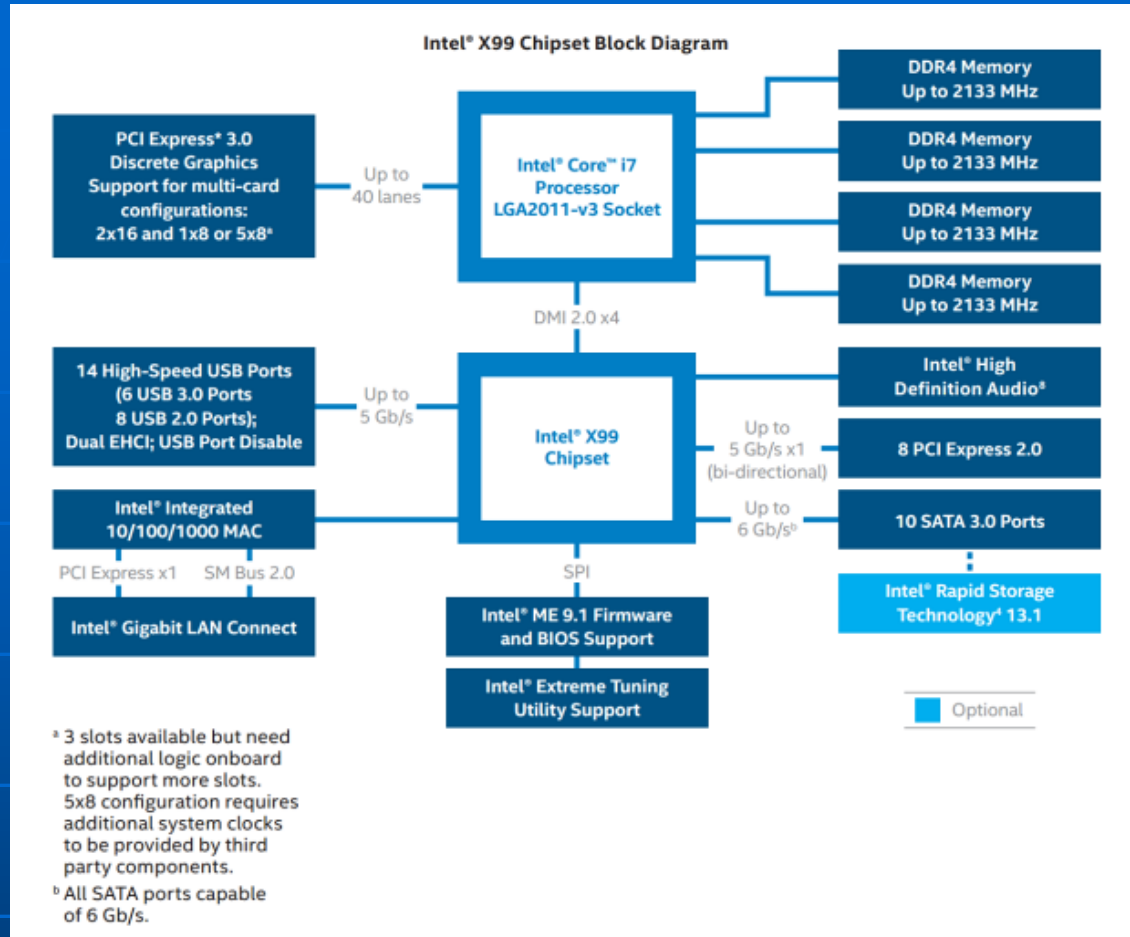 Intel® X99 Chipset Block Diagram
PCI Express* 3.0
Discrete Graphics
Support for multi-card
configurations:
2x16 and 1x8 or 5x8ª
Up to
40 lanes
Intel® Core™ i7
Processor
LGA2011-v3 Socket
DDR4 Memory
Up to 2133 MHz
DDR4 Memory
Up to 2133 MHz
DDR4 Memory
Up to 2133 MHz
DDR4 Memory
Up to 2133 MHz
DMI 2.0 x4
14 High-Speed USB Ports
(6 USB 3.0 Ports
8 USB 2.0 Ports);
Dual EHCI; USB Port Disable
Up to
5 Gb/s
Intel® X99
Chipset
Intel® High
Definition Audio⁸
Up to
5 Gb/s x1
(bi-directional)
8 PCI Express 2.0
Up to
6 Gb/sᵇ
10 SATA 3.0 Ports
Intel® Rapid Storage
Technology⁴ 13.1
Intel® Integrated
10/100/1000 MAC
PCI Express x1
SM Bus 2.0
Intel® Gigabit LAN Connect
SPI
Intel® ME 9.1 Firmware
and BIOS Support
Intel® Extreme Tuning
Utility Support
Optional
ª 3 slots available but need
additional logic onboard
to support more slots.
5x8 configuration requires
additional system clocks
to be provided by third
party components.
ᵇ All SATA ports capable
of 6 Gb/s.